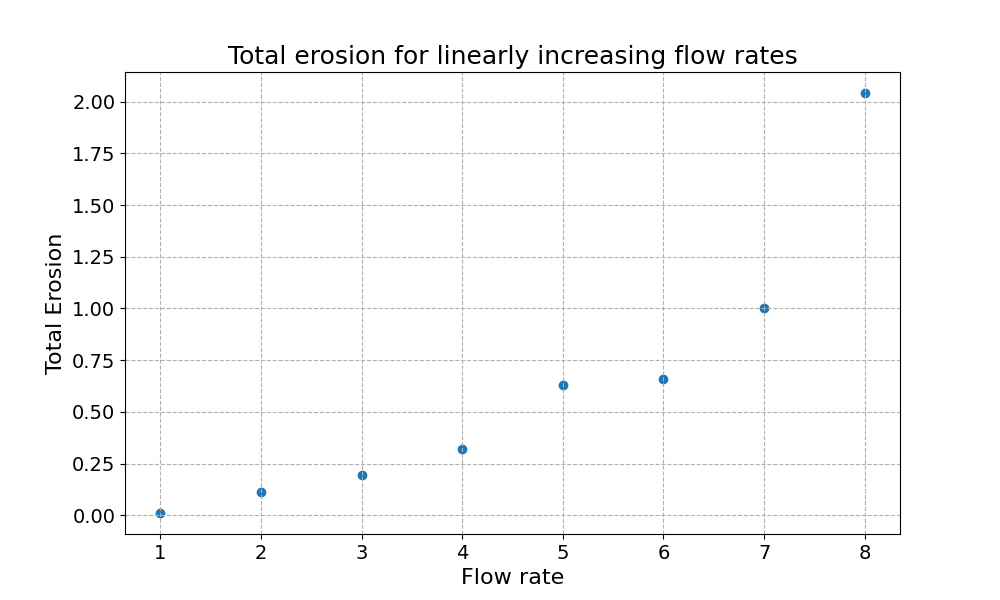 Total erosion for linearly increasing flow rates
Total Erosion
2.00
1.75
1.50
1.25
1.00
0.75
0.50
0.25
0.00
1 2 3 4 5 6 7 8
Flow rate